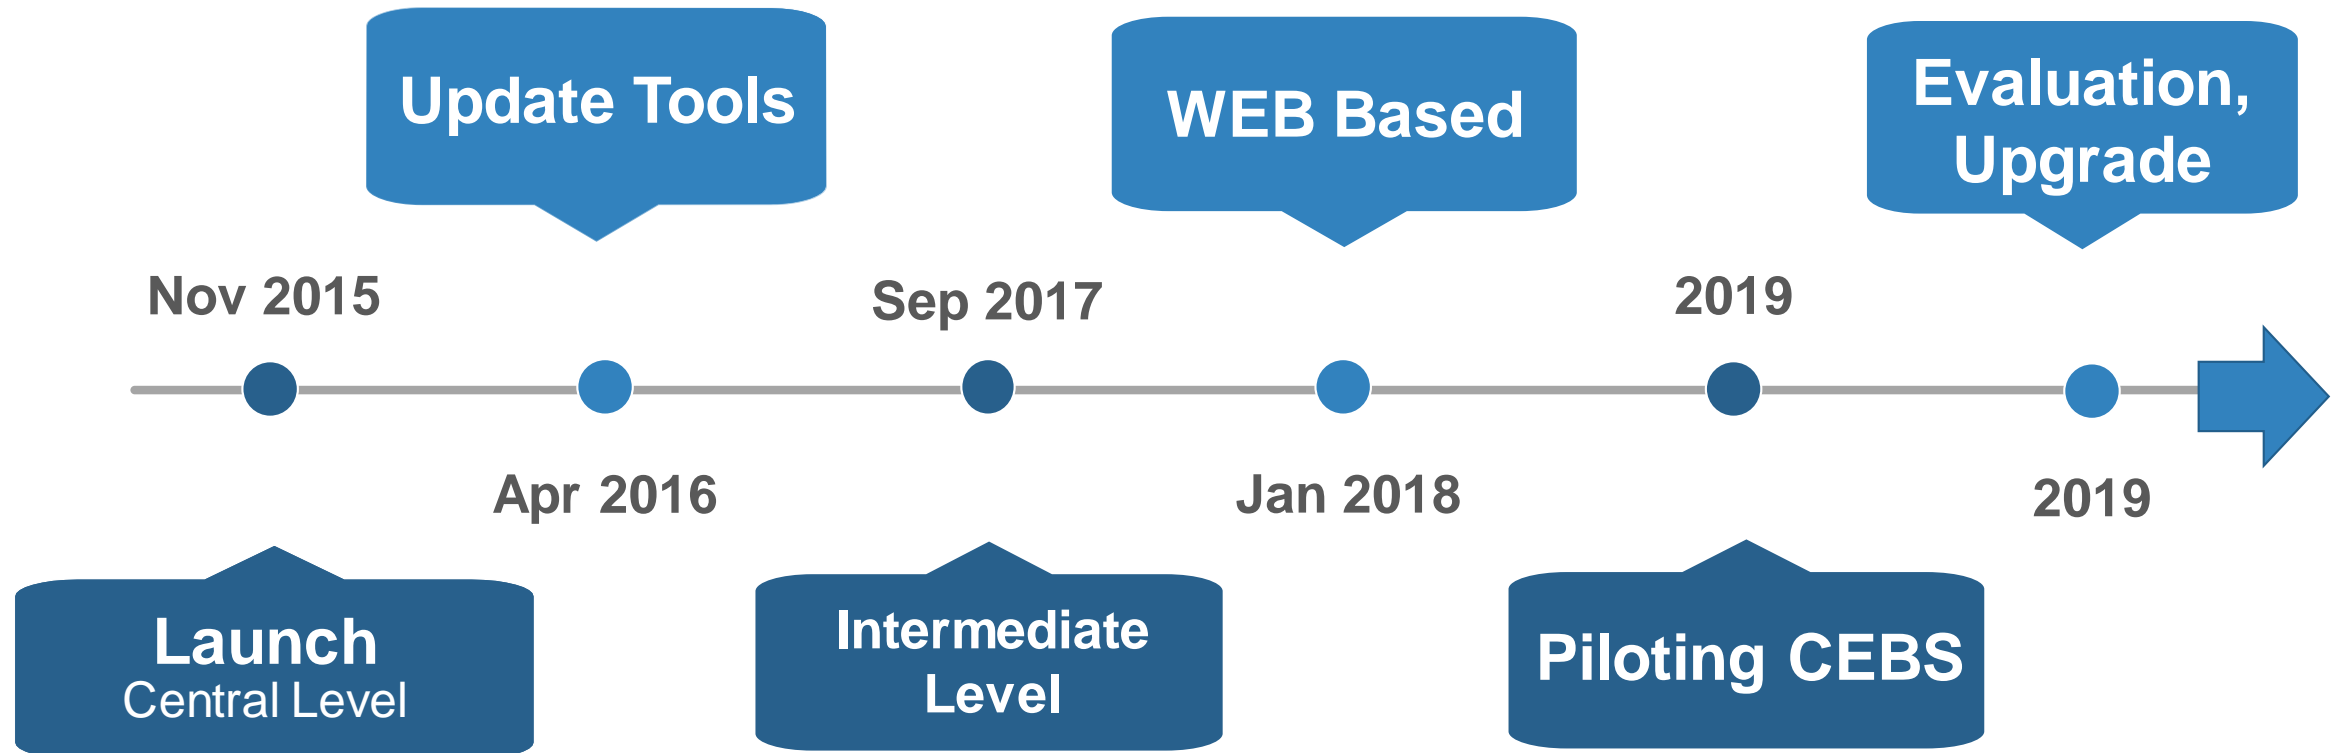 Update Tools
WEB Based
Evaluation,
Upgrade
Nov 2015
Sep 2017
2019
Apr 2016
Jan 2018
2019
Launch
Central Level
Intermediate
Level
Piloting CEBS